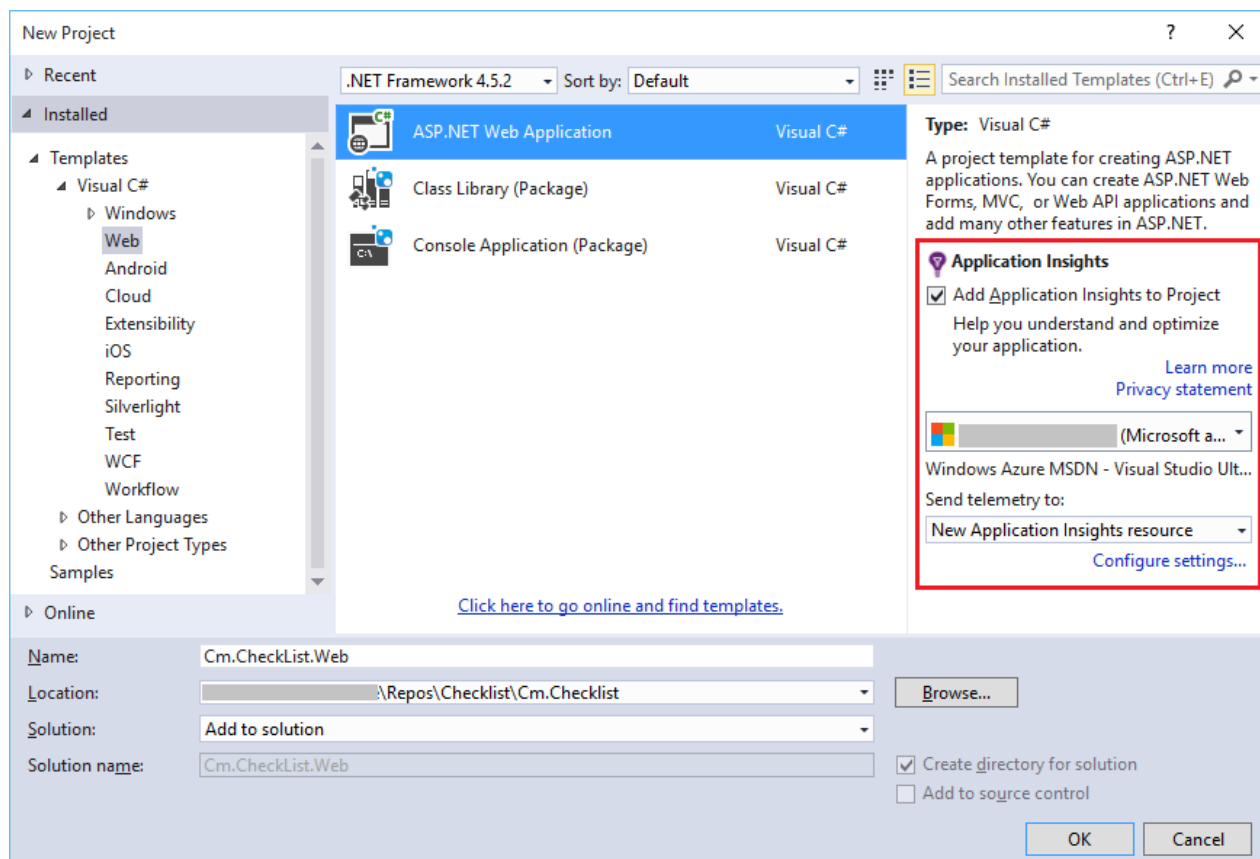 New Project
?
Recent
.NET Framework 4.5.2
Sort by:
Default
Search Installed Templates (Ctrl+E)
Installed
Templates
Visual C#
Windows
Web
Android
Cloud
Extensibility
iOS
Reporting
Silverlight
Test
WCF
Workflow
Other Languages
Other Project Types
Samples
Online
C#
ASP.NET Web Application Visual C#
Class Library (Package) Visual C#
C:\
Console Application (Package) Visual C#
Click here to go online and find templates.
Type: Visual C#
A project template for creating ASP.NET
applications. You can create ASP.NET Web
Forms, MVC, or Web API applications and
add many other features in ASP.NET.
Application Insights
Add Application Insights to Project
Help you understand and optimize
your application.
Learn more
Privacy statement
(Microsoft a...
Windows Azure MSDN - Visual Studio Ult...
Send telemetry to:
New Application Insights resource
Configure settings...
Name: Cm.CheckList.Web
Location: :\Repos\Checklist\Cm.Checklist
Browse...
Solution: Add to solution
Solution name: Cm.CheckList.Web
Create directory for solution
Add to source control
OK
Cancel